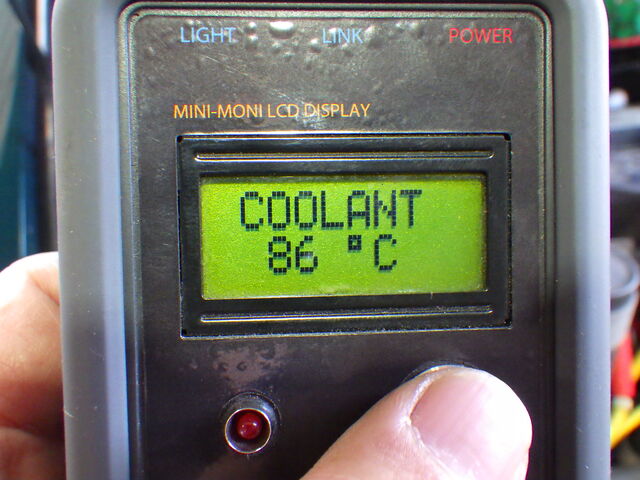 LIGHT LINK POWER
MINI-MONI LCD DISPLAY
COOLANT
86 °C